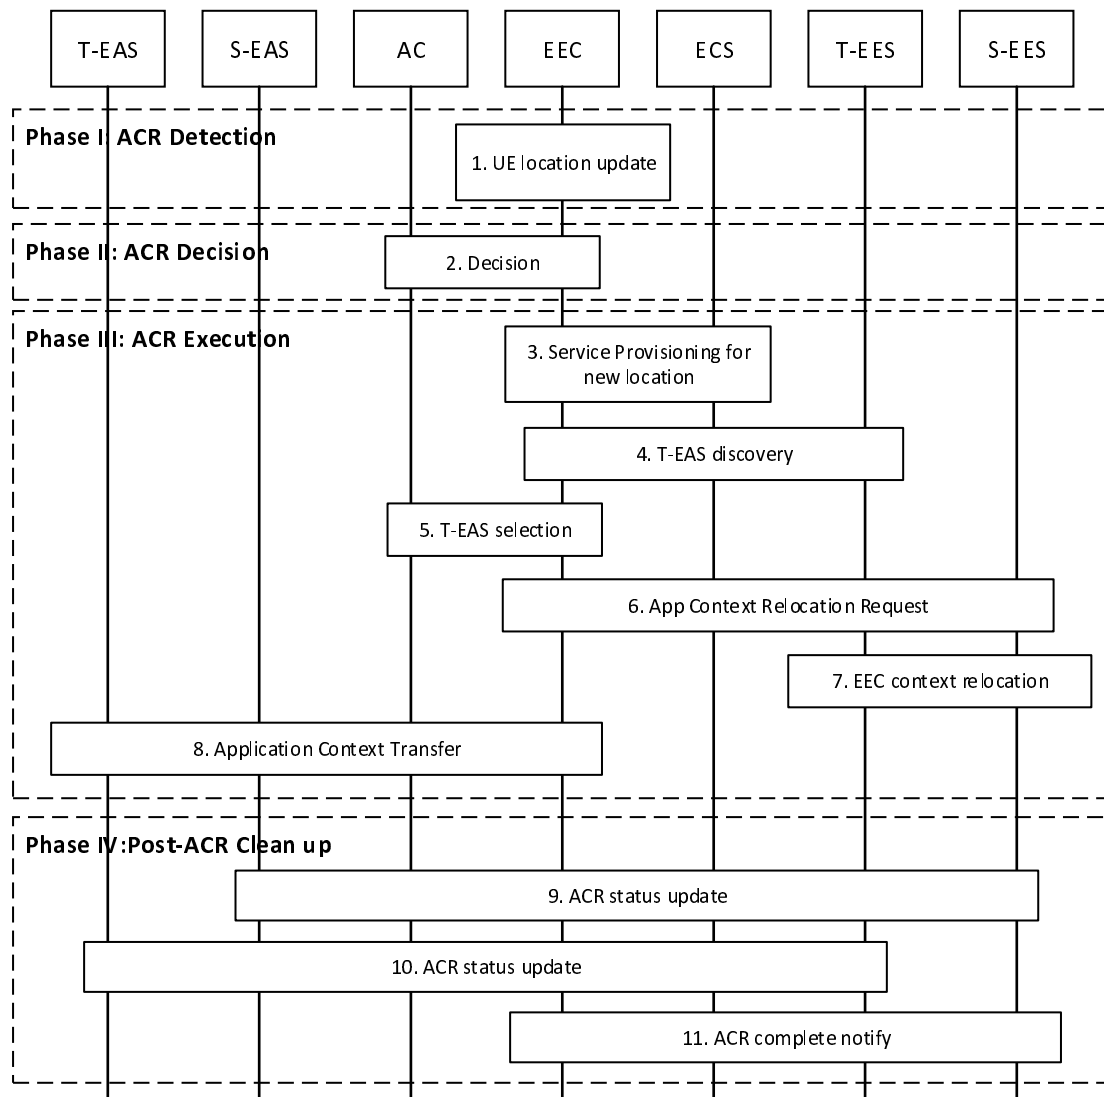 T-EAS S-EAS AC EEC ECS T-EES S-EES
Phase I: ACR Detection
1. UE location update
Phase II: ACR Decision
2. Decision
Phase III: ACR Execution
3. Service Provisioning for
new location
4. T-EAS discovery
5. T-EAS selection
6. App Context Relocation Request
7. EEC context relocation
8. Application Context Transfer
Phase IV:Post-ACR Clean up
9. ACR status update
10. ACR status update
11. ACR complete notify